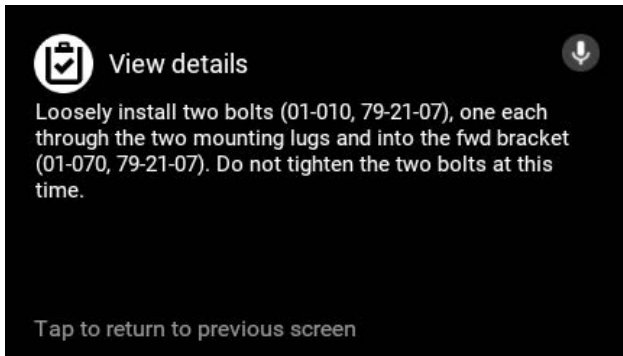 View details
Loosely install two bolts (01-010, 79-21-07), one each
through the two mounting lugs and into the fwd bracket
(01-070, 79-21-07). Do not tighten the two bolts at this
time.
Tap to return to previous screen